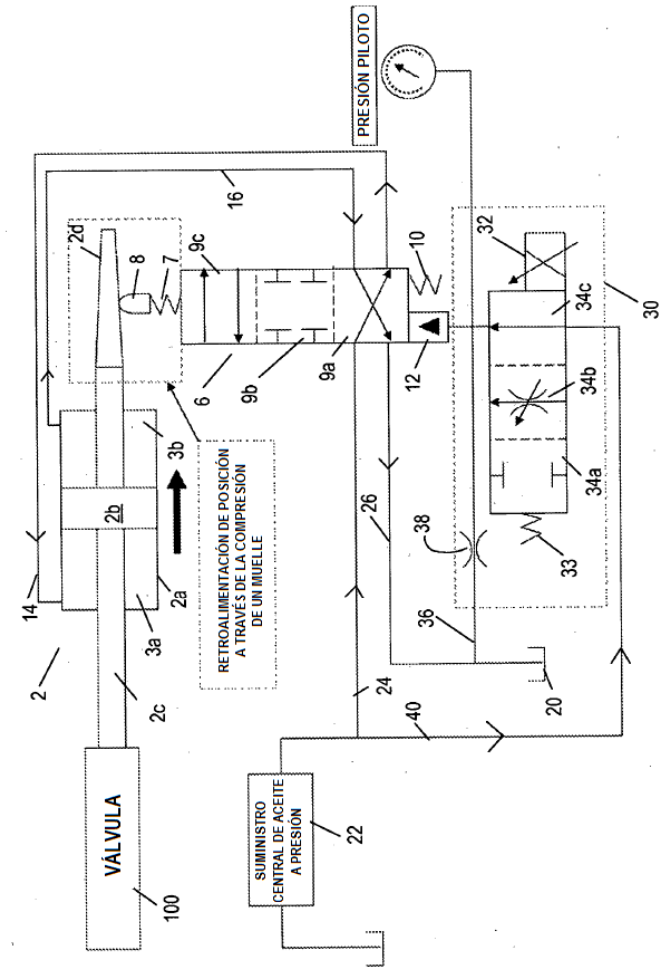 VÁLVULA
100
2
2c
14
3a
2a
2b
3b
2d
8
7
16
RETROALIMENTACIÓN DE POSICIÓN
A TRAVÉS DE LA COMPRESIÓN
DE UN MUELLE
6
9c
9b
9a
10
12
PRESIÓN PILOTO
SUMINISTRO
CENTRAL DE ACEITE
A PRESIÓN
22
24
26
40
20
36
38
33
34a
34b
34c
32
30